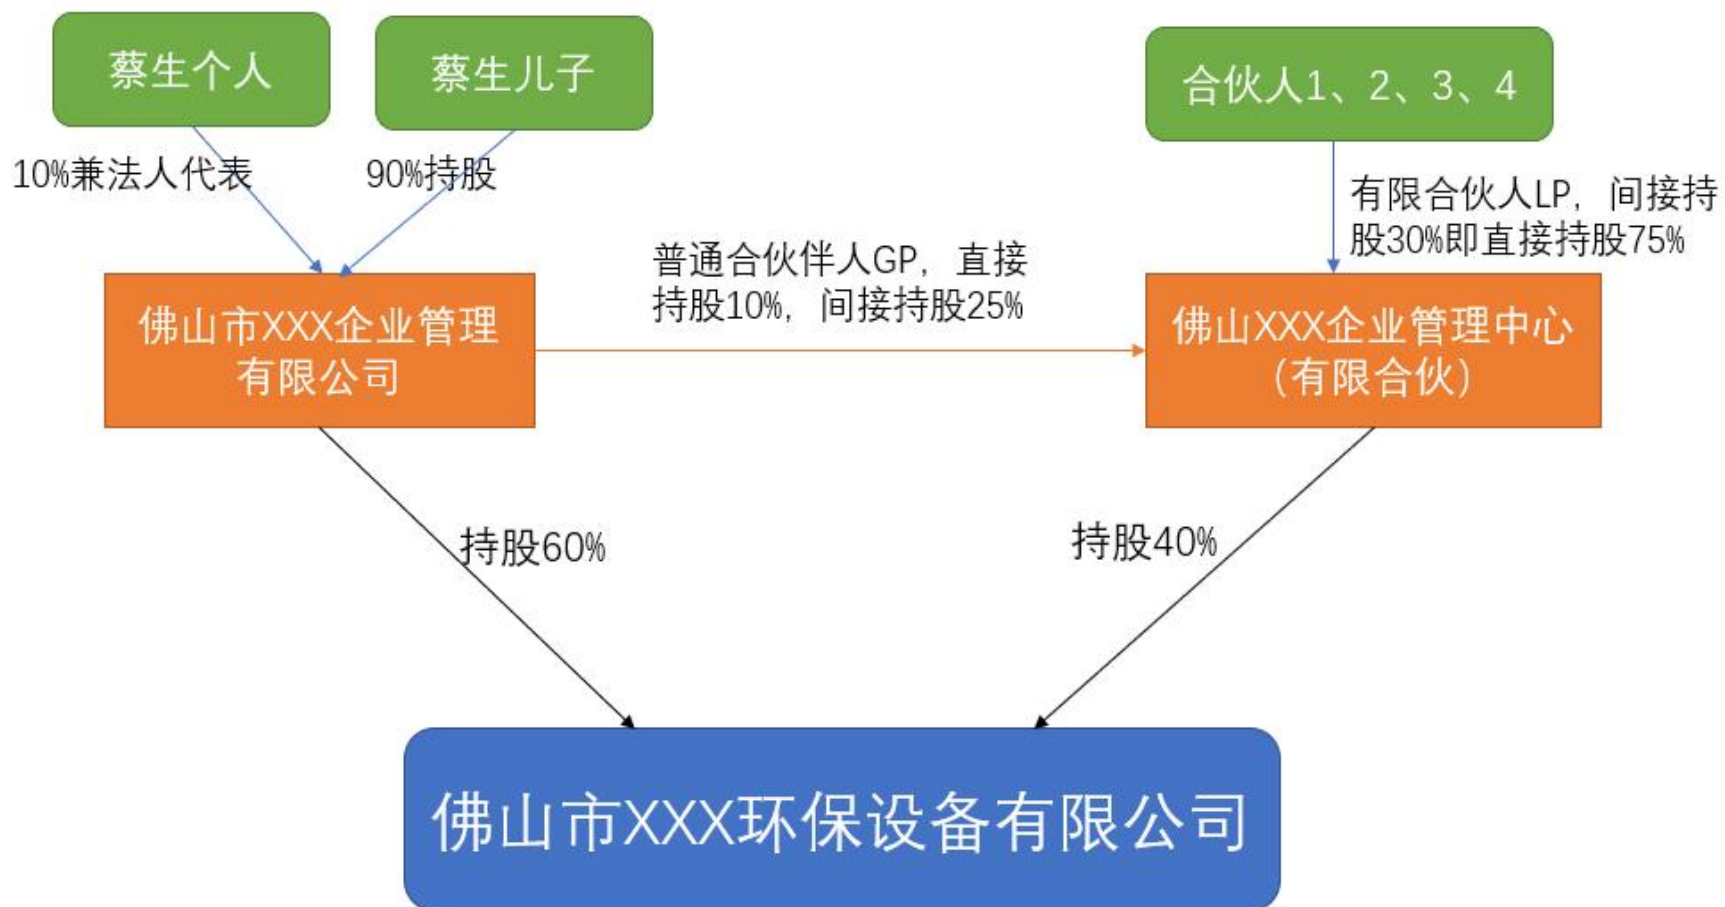 蔡生个人
蔡生儿子
合伙人1、2、3、4
10%兼法人代表
90%持股
有限合伙人LP，间接持
股30%即直接持股75%
普通合伙伴人GP，直接
持股10%，间接持股25%
佛山市XXX企业管理
有限公司
佛山XXX企业管理中心
（有限合伙）
持股60%
持股40%
佛山市XXX环保设备有限公司